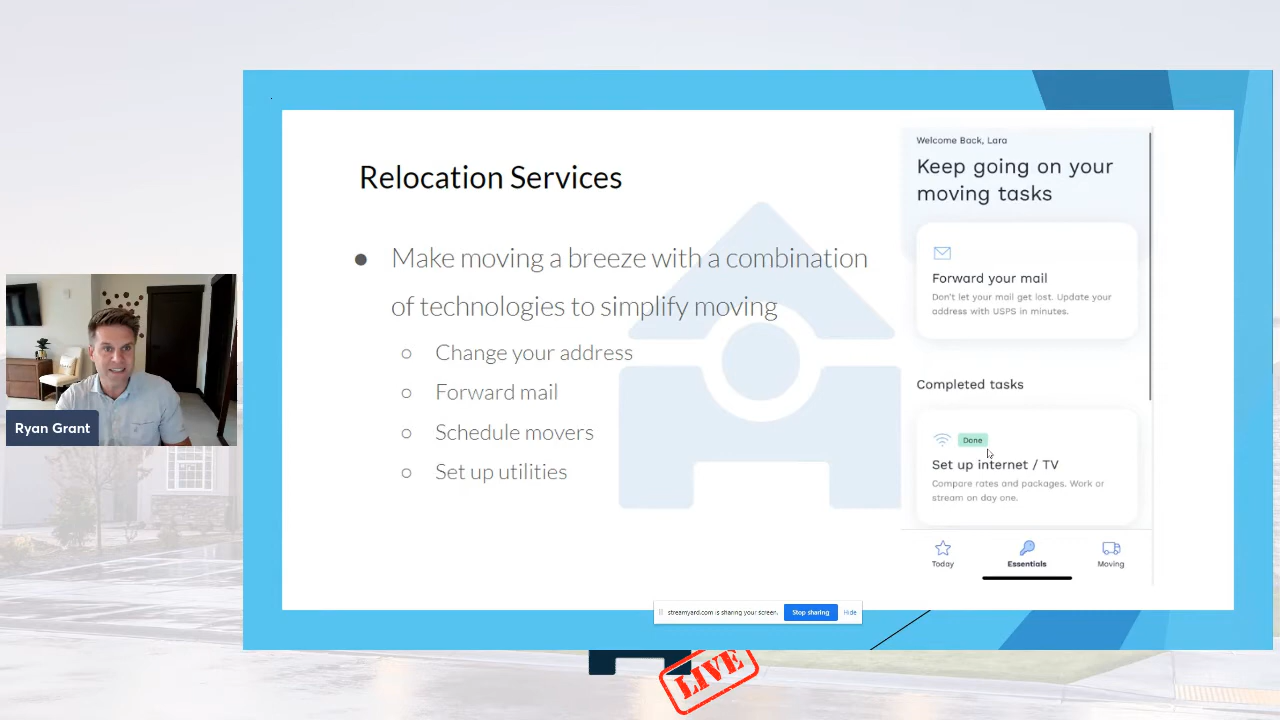 Relocation Services
● Make moving a breeze with a combination
of technologies to simplify moving
○ Change your address
○ Forward mail
○ Schedule movers
○ Set up utilities
Welcome Back, Lara
Keep going on your
moving tasks
Forward your mail
Don't let your mail get lost. Update your
address with USPS in minutes.
Completed tasks
Done
Set up internet / TV
Compare rates and packages. Work or
stream on day one.
Today
Essentials
Moving
Ryan Grant
streamyard.com is sharing your screen.
Stop sharing
Hide
LIVE